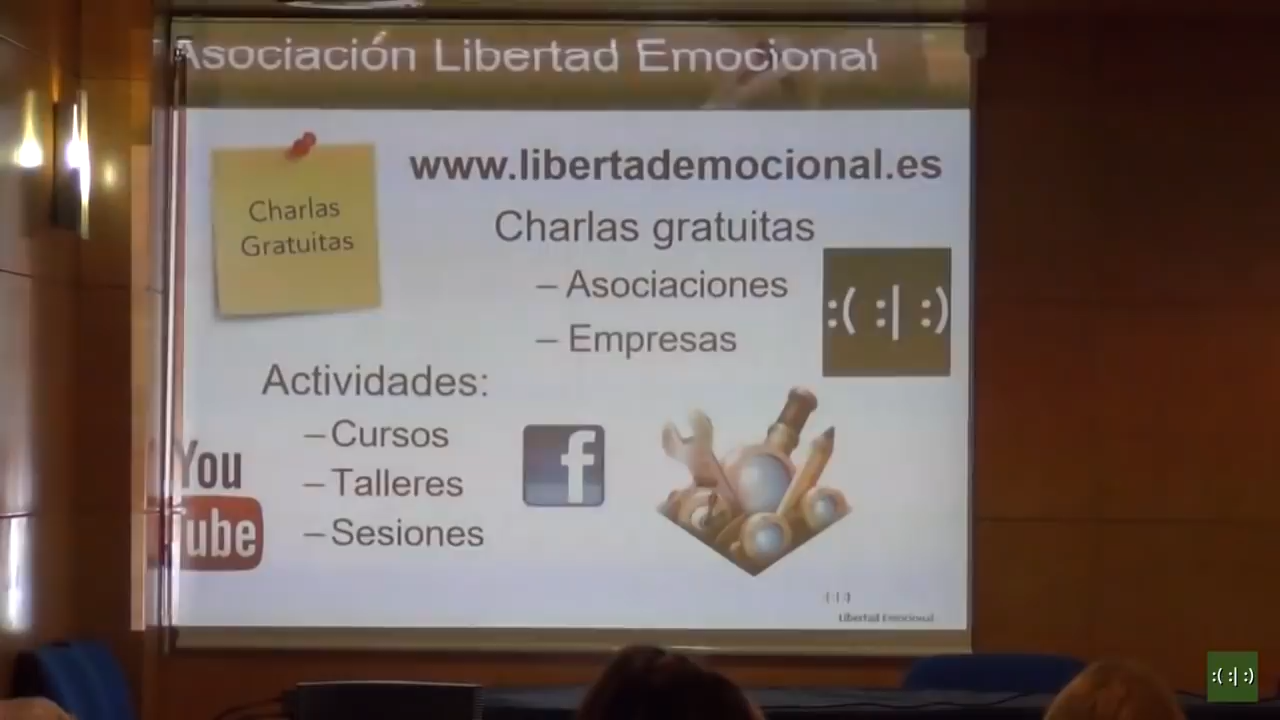 Asociación Libertad Emocional
Charlas
Gratuitas
www.libertademocional.es
Charlas gratuitas
– Asociaciones
– Empresas
:( :| :)
Actividades:
– Cursos
– Talleres
– Sesiones
You
Tube
f
:( :| :)
Libertad Emocional
:( :| :)